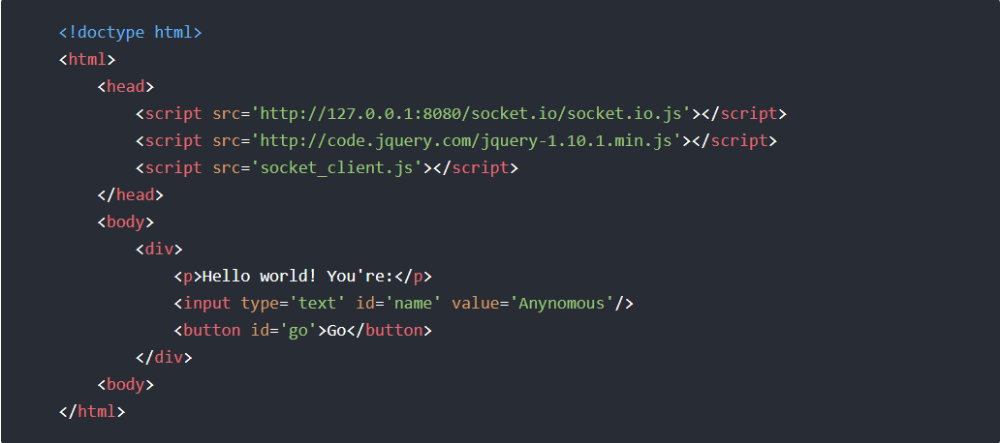 <!doctype html>
<html>
    <head>
        <script src='http://127.0.0.1:8080/socket.io/socket.io.js'></script>
        <script src='http://code.jquery.com/jquery-1.10.1.min.js'></script>
        <script src='socket_client.js'></script>
    </head>
    <body>
        <div>
            <p>Hello world! You're:</p>
            <input type='text' id='name' value='Anynomous'/>
            <button id='go'>Go</button>
        </div>
    <body>
</html>